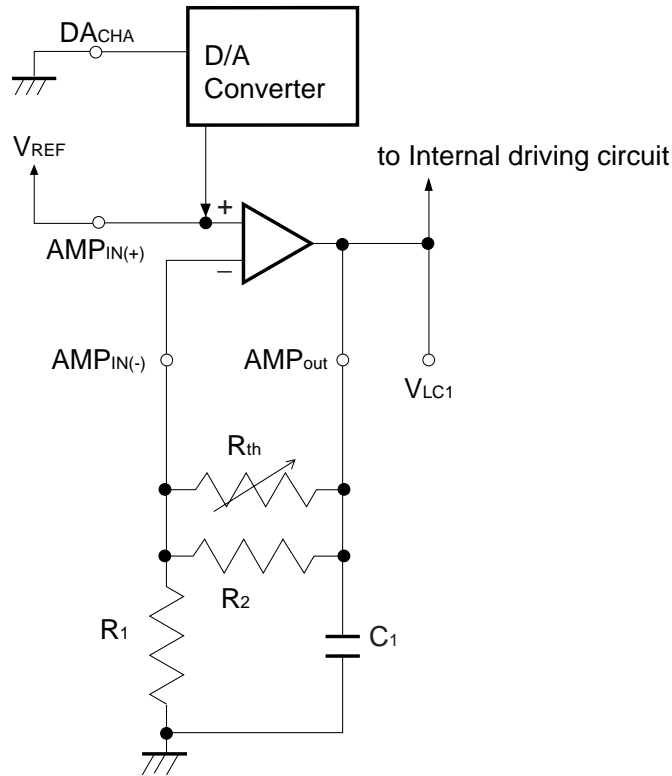 DACHA
D/A
Converter
VREF
to Internal driving circuit
+
AMPIN(+)
–
AMPIN(-)
AMPout
VLC1
Rth
R2
R1
C1